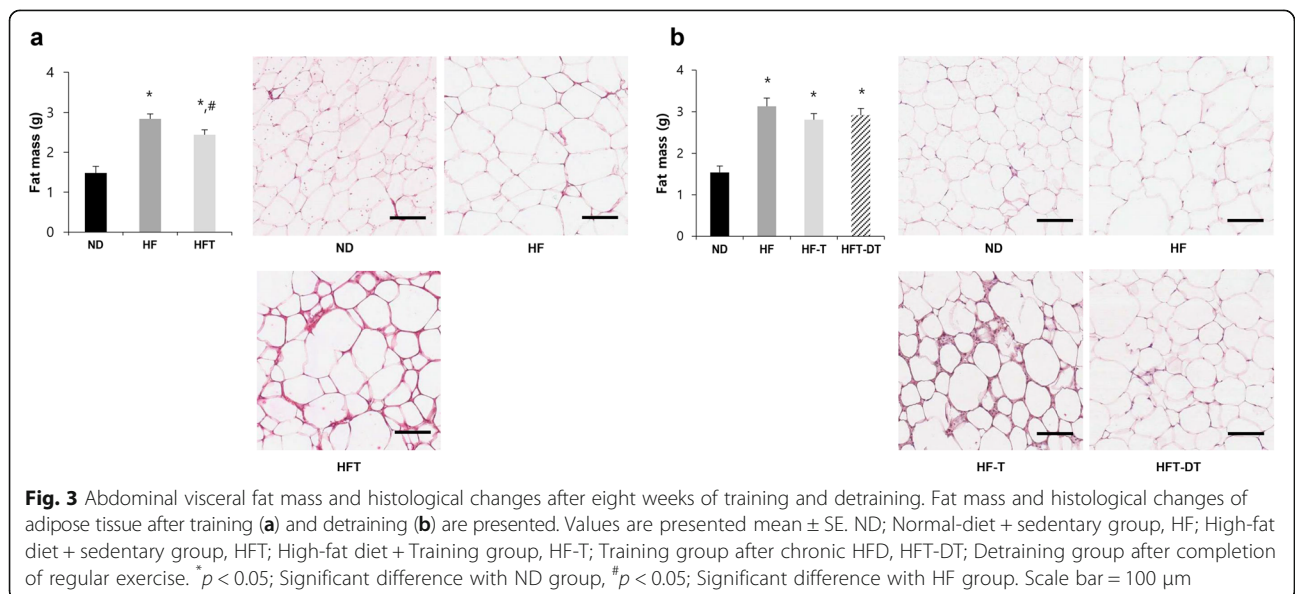 a
Fat mass (g)
4
3
2
1
0
*
*,#
ND HF HFT
ND
HF
HFT
b
Fat mass (g)
4
3
2
1
0
*
*
*
ND HF HF-T HFT-DT
ND
HF
HF-T
HFT-DT
Fig. 3 Abdominal visceral fat mass and histological changes after eight weeks of training and detraining. Fat mass and histological changes of
adipose tissue after training (a) and detraining (b) are presented. Values are presented mean ± SE. ND; Normal-diet + sedentary group, HF; High-fat
diet + sedentary group, HFT; High-fat diet + Training group, HF-T; Training group after chronic HFD, HFT-DT; Detraining group after completion
of regular exercise. *p < 0.05; Significant difference with ND group, #p < 0.05; Significant difference with HF group. Scale bar = 100 μm